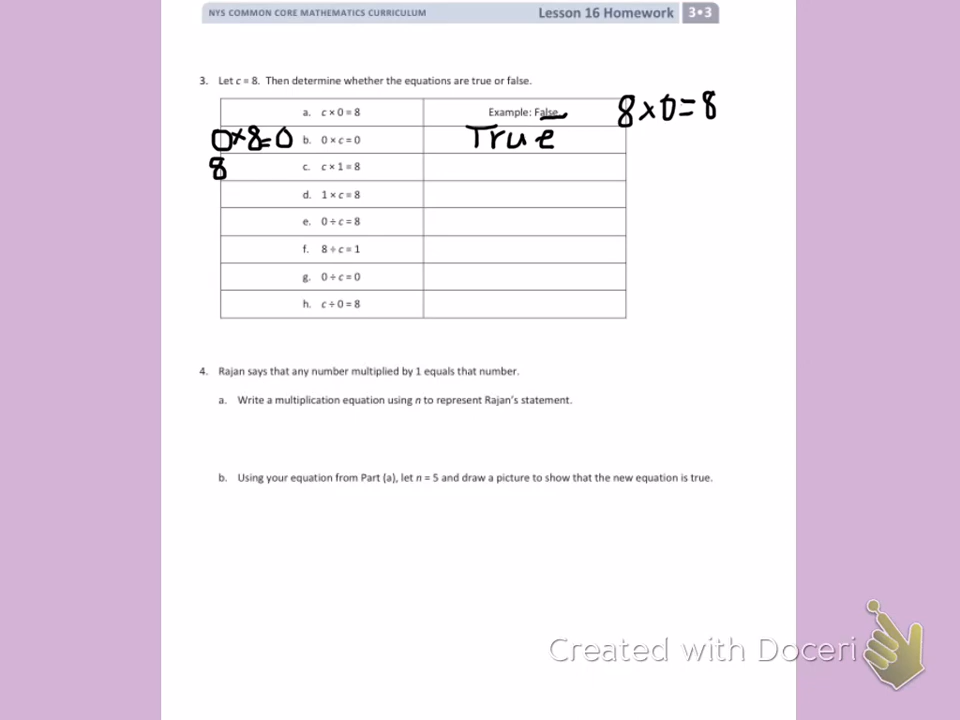 NYS COMMON CORE MATHEMATICS CURRICULUM Lesson 16 Homework 3•3
3. Let c = 8. Then determine whether the equations are true or false.
a. c × 0 = 8 Example: False 8×0=8
0×8=0 b. 0 × c = 0 True
8 c. c × 1 = 8
d. 1 × c = 8
e. 0 ÷ c = 8
f. 8 ÷ c = 1
g. 0 ÷ c = 0
h. c ÷ 0 = 8
4. Rajan says that any number multiplied by 1 equals that number.
a. Write a multiplication equation using n to represent Rajan's statement.
b. Using your equation from Part (a), let n = 5 and draw a picture to show that the new equation is true.
Created with Doceri